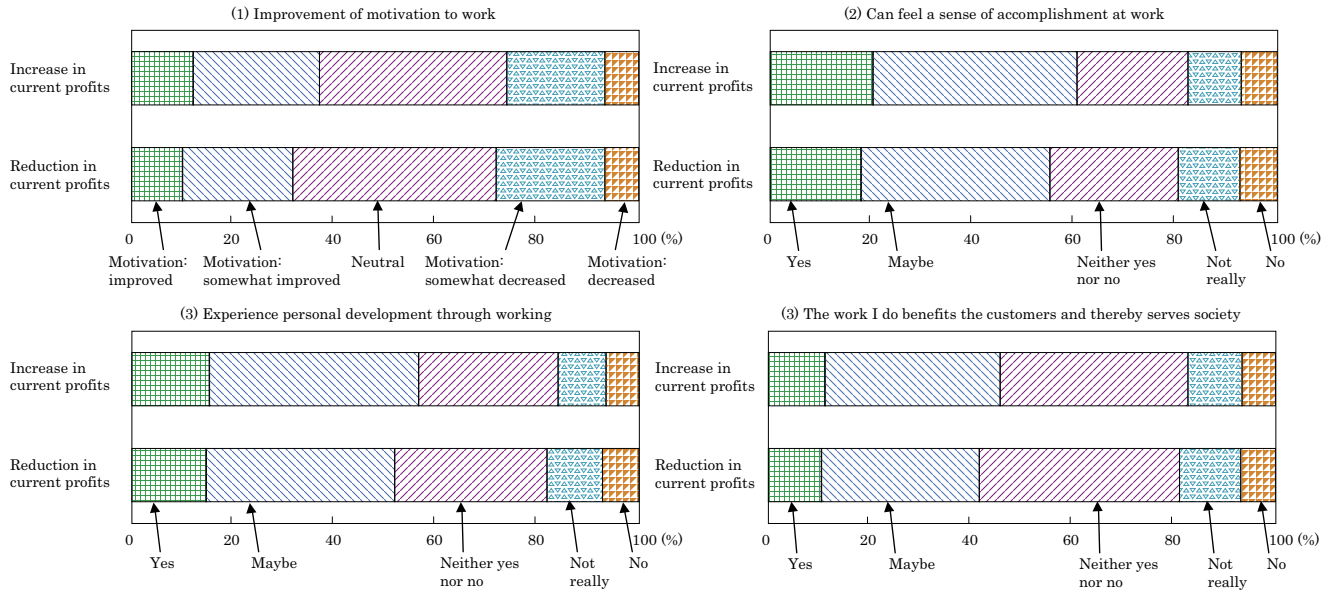 (1) Improvement of motivation to work
Increase in
current profits
Reduction in
current profits
0 20 40 60 80 100 (%)
Motivation:
improved
Motivation:
somewhat improved
Neutral
Motivation:
somewhat decreased
Motivation:
decreased
(2) Can feel a sense of accomplishment at work
Increase in
current profits
Reduction in
current profits
0 20 40 60 80 100 (%)
Yes
Maybe
Neither yes
nor no
Not
really
No
(3) Experience personal development through working
Increase in
current profits
Reduction in
current profits
0 20 40 60 80 100 (%)
Yes
Maybe
Neither yes
nor no
Not
really
No
(3) The work I do benefits the customers and thereby serves society
Increase in
current profits
Reduction in
current profits
0 20 40 60 80 100 (%)
Yes
Maybe
Neither yes
nor no
Not
really
No